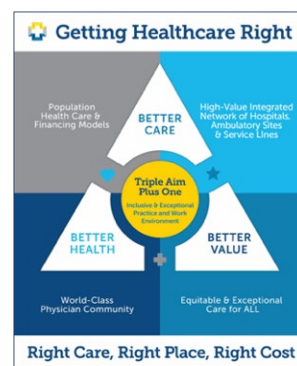 Getting Healthcare Right
Population
Health Care &
Financing Models
BETTER
CARE
High-Value Integrated
Network of Hospitals,
Ambulatory Sites
& Service Lines
Triple Aim
Plus One
Inclusive & Exceptional
Practice and Work
Environment
BETTER
HEALTH
BETTER
VALUE
World-Class
Physician Community
Equitable & Exceptional
Care for ALL
Right Care, Right Place, Right Cost